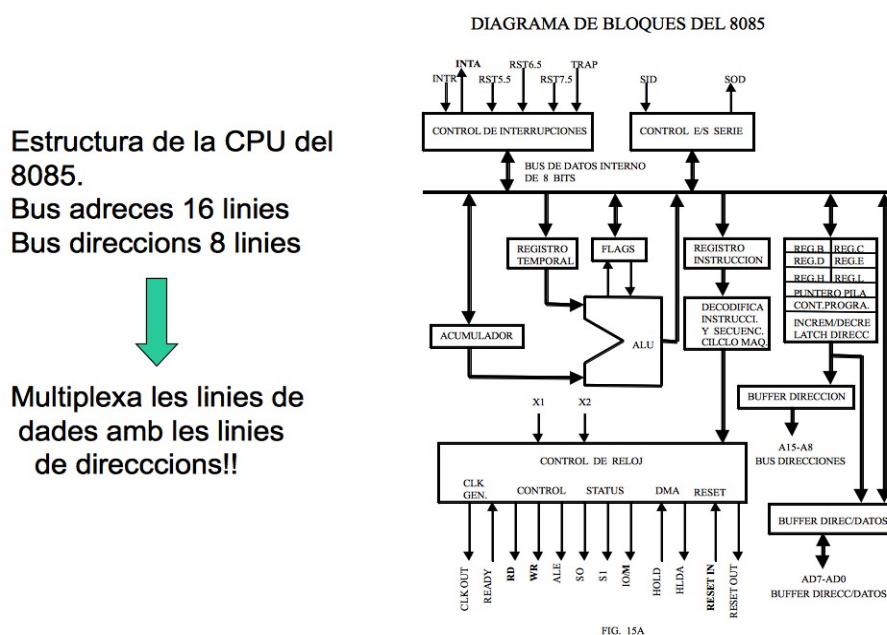 DIAGRAMA DE BLOQUES DEL 8085
Estructura de la CPU del
8085.
Bus adreces 16 linies
Bus direccions 8 linies
Multiplexa les linies de
dades amb les linies
de direcccions!!
INTR
INTA
RST5.5
RST6.5
RST7.5
TRAP
SID
SOD
CONTROL DE INTERRUPCIONES
CONTROL E/S SERIE
BUS DE DATOS INTERNO
DE 8 BITS
REGISTRO
TEMPORAL
FLAGS
REGISTRO
INSTRUCCION
REG.B REG.C
REG.D REG.E
REG.H REG.L
PUNTERO PILA
CONT.PROGRA.
INCREM/DECRE
LATCH DIRECC
ACUMULADOR
ALU
DECODIFICA
INSTRUCCI.
Y SECUENC.
CILCLO MAQ.
BUFFER DIRECCION
A15-A8
BUS DIRECCIONES
X1
X2
CONTROL DE RELOJ
CLK
GEN.
CONTROL
STATUS
DMA
RESET
BUFFER DIREC/DATOS
CLK OUT
READY
RD
WR
ALE
SO
S1
IO/M
HOLD
HLDA
RESET IN
RESET OUT
AD7-AD0
BUFFER DIRECC/DATOS
FIG. 15A